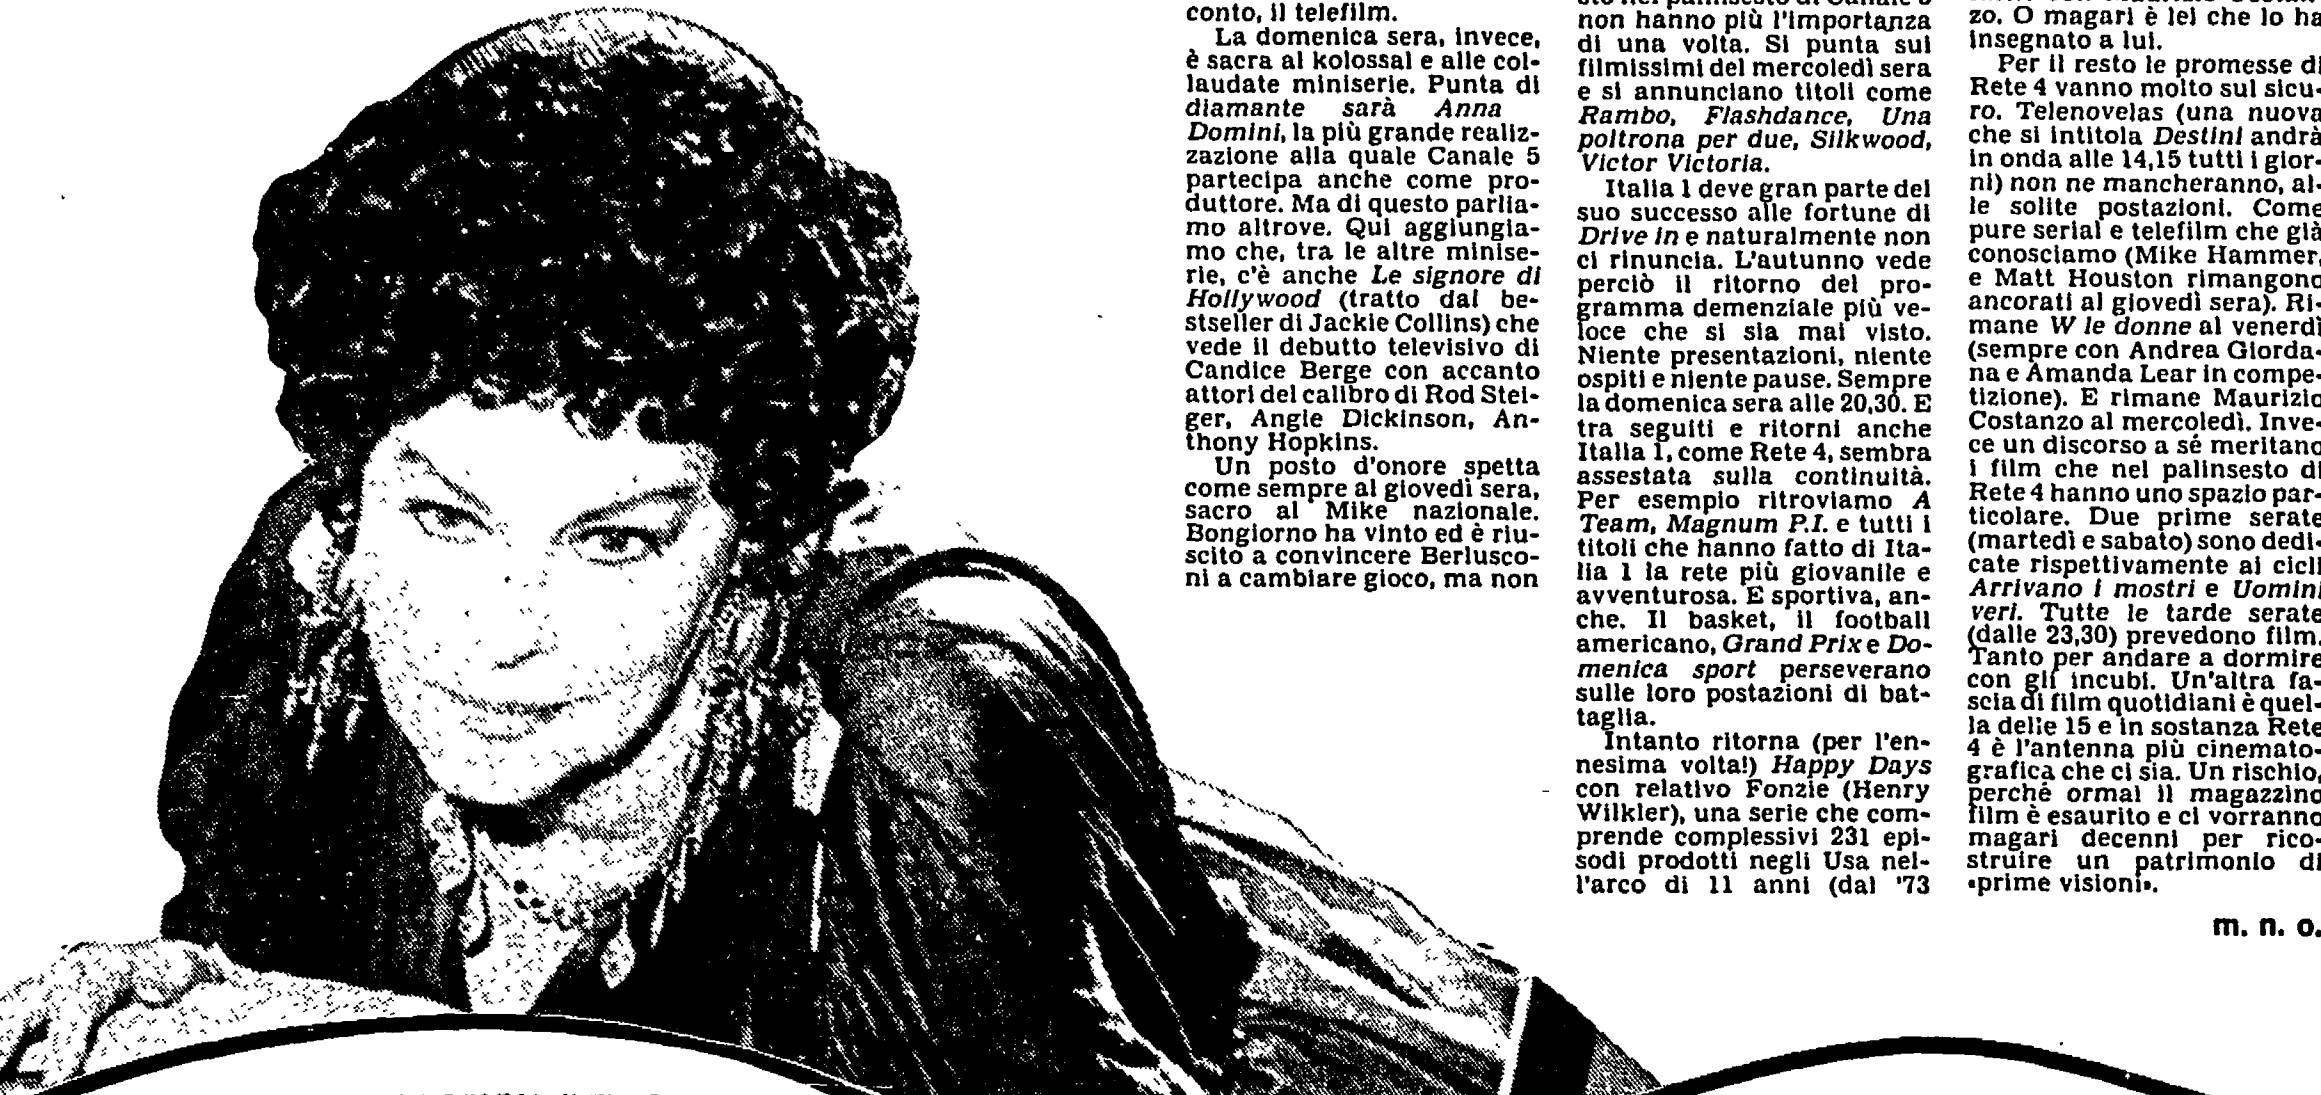 conto, il telefilm.
La domenica sera, invece,
è sacra al kolossal e alle col-
laudate miniserie. Punta di
diamante sarà Anna
Domini, la più grande realiz-
zazione alla quale Canale 5
partecipa anche come pro-
duttore. Ma di questo parlia-
mo altrove. Qui aggiungia-
mo che, tra le altre minise-
rie, c'è anche Le signore di
Hollywood (tratto dal be-
stseller di Jackie Collins) che
vede il debutto televisivo di
Candice Berge con accanto
attori del calibro di Rod Stei-
ger, Angie Dickinson, An-
thony Hopkins.
Un posto d'onore spetta
come sempre al giovedì sera,
sacro al Mike nazionale.
Bongiorno ha vinto ed è riu-
scito a convincere Berlusco-
ni a cambiare gioco, ma non
non hanno più l'importanza
di una volta. Si punta sui
filmissimi del mercoledì sera
e si annunciano titoli come
Rambo, Flashdance, Una
poltrona per due, Silkwood,
Victor Victoria.
Italia 1 deve gran parte del
suo successo alle fortune di
Drive in e naturalmente non
ci rinuncia. L'autunno vede
perciò il ritorno del pro-
gramma demenziale più ve-
loce che si sia mai visto.
Niente presentazioni, niente
ospiti e niente pause. Sempre
la domenica sera alle 20,30. E
tra seguiti e ritorni anche
Italia 1, come Rete 4, sembra
assestata sulla continuità.
Per esempio ritroviamo A
Team, Magnum P.I. e tutti i
titoli che hanno fatto di Ita-
lia 1 la rete più giovanile e
avventurosa. E sportiva, an-
che. Il basket, il football
americano, Grand Prix e Do-
menica sport perseverano
sulle loro postazioni di bat-
taglia.
Intanto ritorna (per l'en-
nesima volta!) Happy Days
con relativo Fonzie (Henry
Wilkler), una serie che com-
prende complessivi 231 epi-
sodi prodotti negli Usa nel-
l'arco di 11 anni (dal '73
zo. O magari è lei che lo ha
insegnato a lui.
Per il resto le promesse di
Rete 4 vanno molto sul sicu-
ro. Telenovelas (una nuova
che si intitola Destini andrà
in onda alle 14,15 tutti i gior-
ni) non ne mancheranno, al-
le solite postazioni. Come
pure serial e telefilm che già
conosciamo (Mike Hammer,
e Matt Houston rimangono
ancorati al giovedì sera). Ri-
mane W le donne al venerdì
(sempre con Andrea Giorda-
na e Amanda Lear in compe-
tizione). E rimane Maurizio
Costanzo al mercoledì. Inve-
ce un discorso a sé meritano
i film che nel palinsesto di
Rete 4 hanno uno spazio par-
ticolare. Due prime serate
(martedì e sabato) sono dedi-
cate rispettivamente ai cicli
Arrivano i mostri e Uomini
veri. Tutte le tarde serate
(dalle 23,30) prevedono film.
Tanto per andare a dormire
con gli incubi. Un'altra fa-
scia di film quotidiani è quel-
la delle 15 e in sostanza Rete
4 è l'antenna più cinemato-
grafica che ci sia. Un rischio,
perché ormai il magazzino
film è esaurito e ci vorranno
magari decenni per rico-
struire un patrimonio di
«prime visioni».
m. n. o.